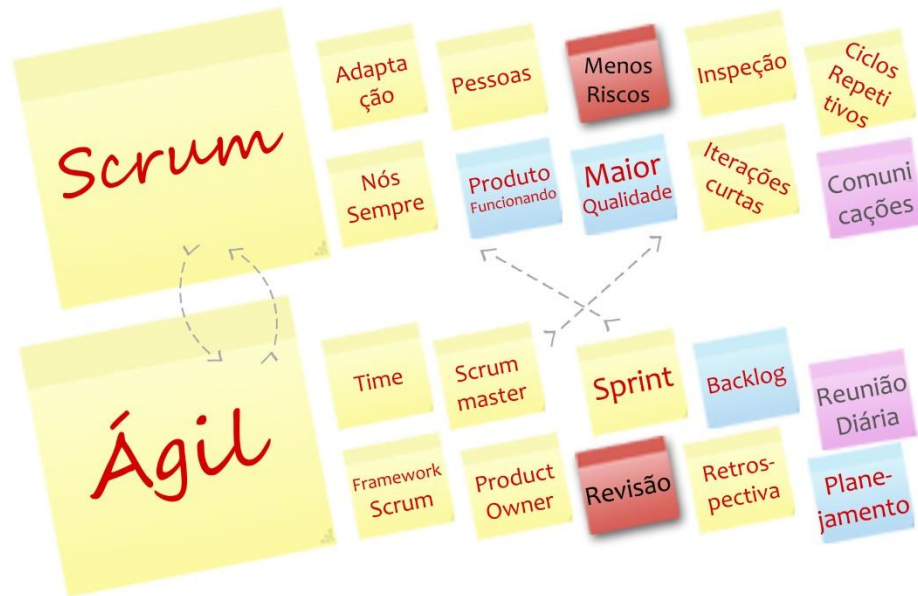 Scrum
Adapta
ção
Pessoas
Menos
Riscos
Inspeção
Ciclos
Repeti
tivos
Nós
Sempre
Produto
Funcionando
Maior
Qualidade
Iterações
curtas
Comuni
cações
Ágil
Time
Scrum
master
Sprint
Backlog
Reunião
Diária
Framework
Scrum
Product
Owner
Revisão
Retros-
pectiva
Plane-
jamento